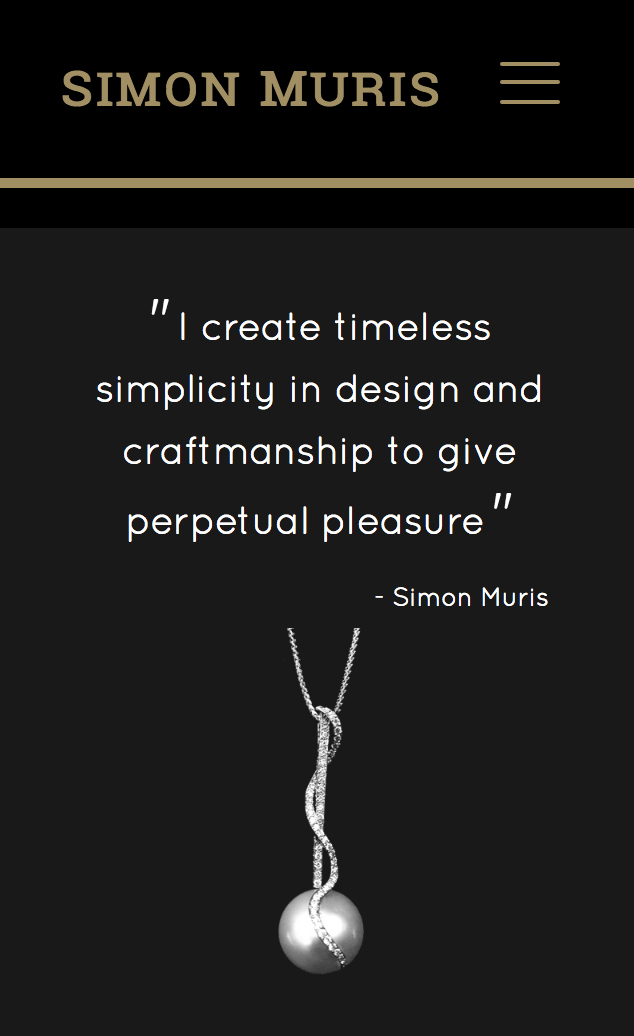 SIMON MURIS
"I create timeless
simplicity in design and
craftmanship to give
perpetual pleasure"
- Simon Muris